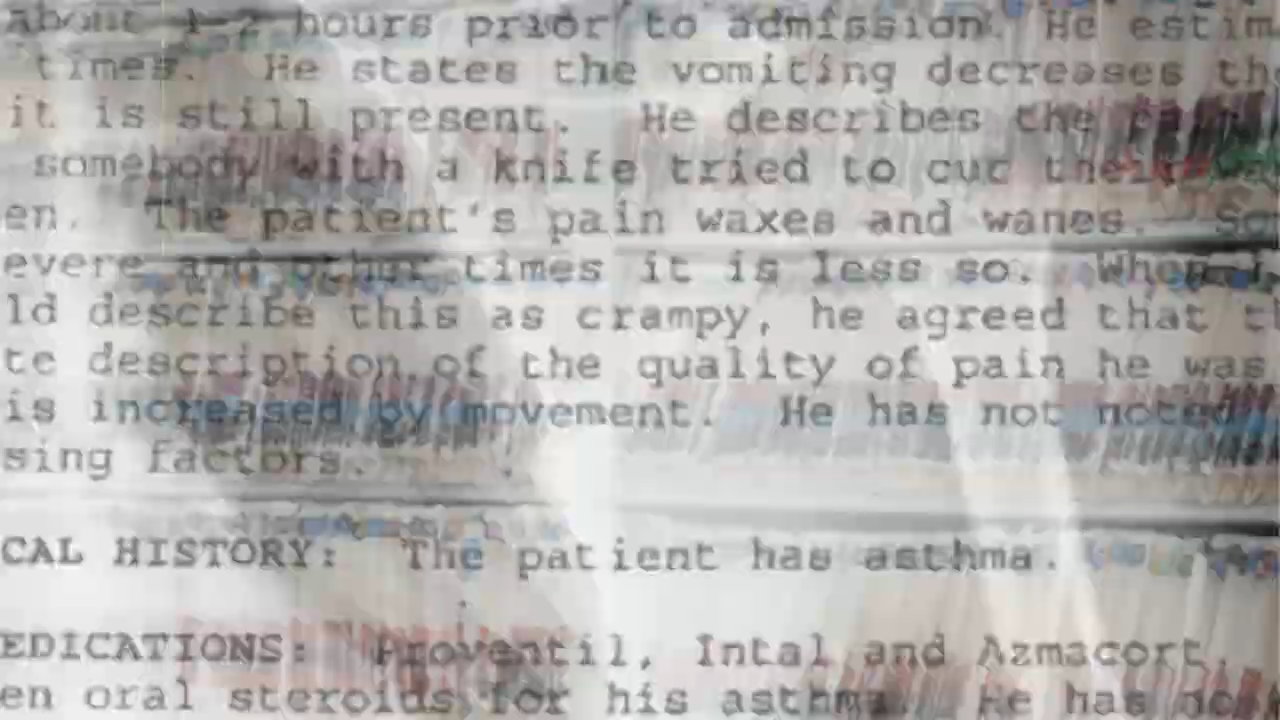 About 1-2 hours prior to admission. He estim
times. He states the vomiting decreases th
it is still present. He describes the pain
somebody with a knife tried to cut their
en. The patient's pain waxes and wanes. So
evere and other times it is less so. When i
ld describe this as crampy, he agreed that t
te description of the quality of pain he was
is increased by movement. He has not noted
sing factors.
CAL HISTORY: The patient has asthma.
EDICATIONS: Proventil, Intal and Azmacort.
en oral steroids for his asthma. He has not